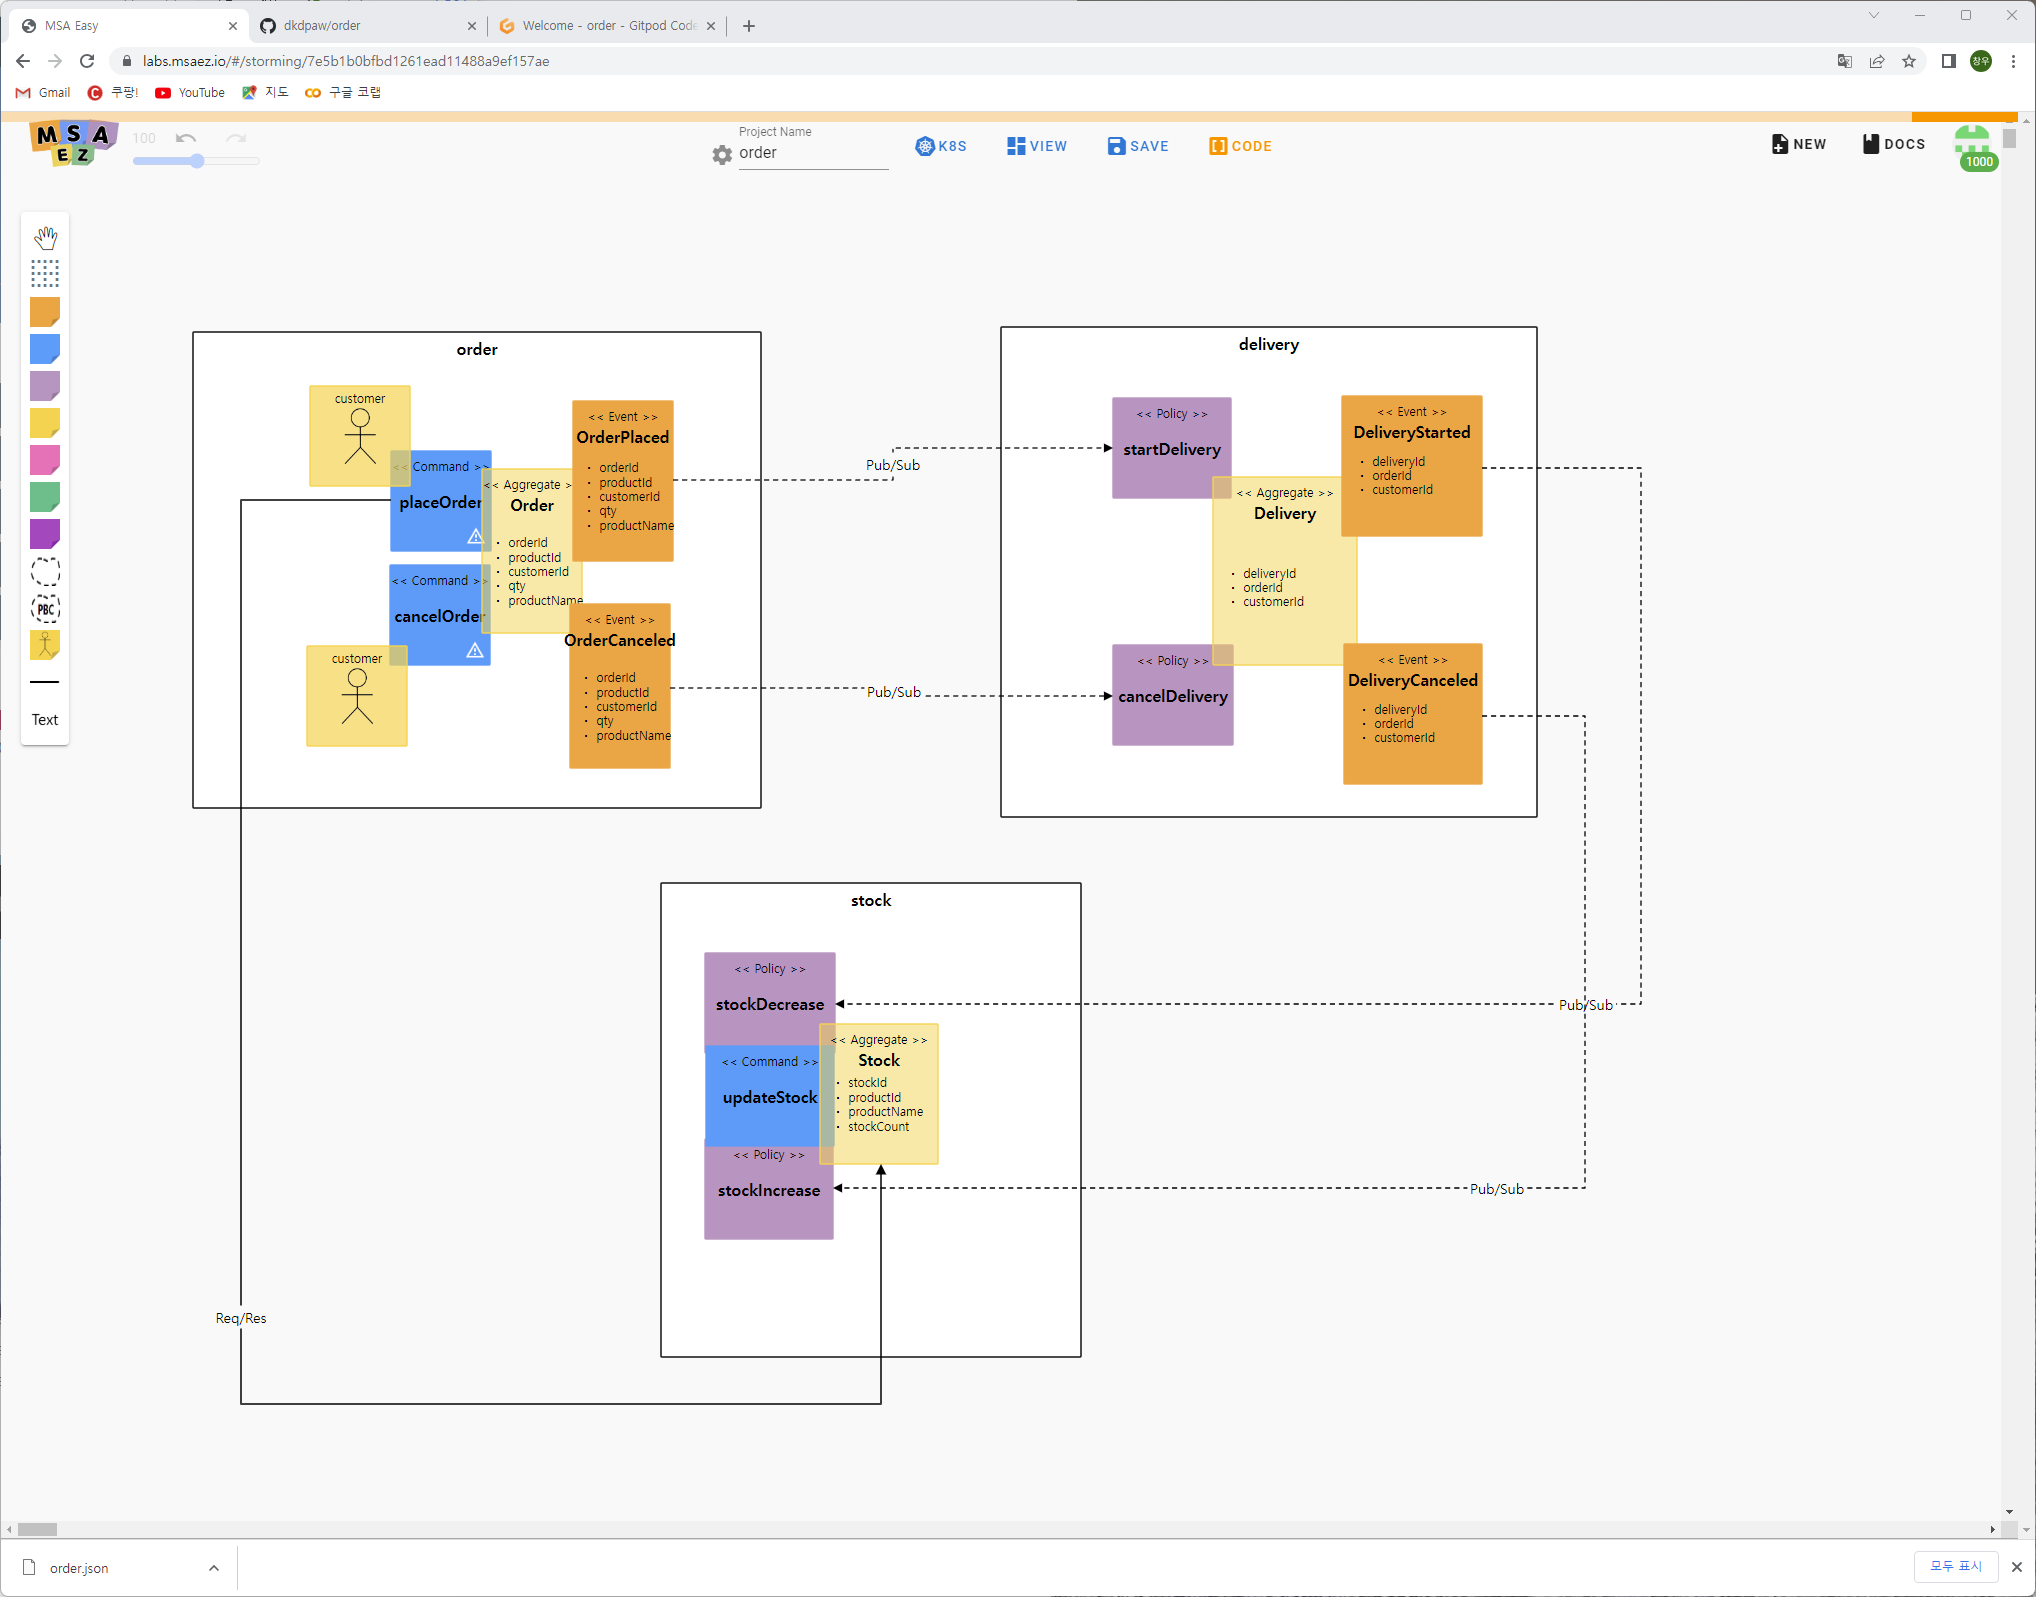 MSA Easy
dkdpaw/order
Welcome - order - Gitpod Code
labs.msaez.io/#/storming/7e5b1b0bfbd1261ead11488a9ef157ae
창우
Gmail
쿠팡!
YouTube
지도
구글 코랩
MSA
EZ
100
Project Name
order
K8S
VIEW
SAVE
CODE
NEW
DOCS
1000
PBC
Text
order
customer
<< Command >>
placeOrder
<< Aggregate >
Order
orderId
productId
customerId
qty
productName
<< Event >>
OrderPlaced
orderId
productId
customerId
qty
productName
<< Command >>
cancelOrder
customer
<< Event >>
OrderCanceled
orderId
productId
customerId
qty
productName
Pub/Sub
Pub/Sub
delivery
<< Policy >>
startDelivery
<< Aggregate >>
Delivery
deliveryId
orderId
customerId
<< Event >>
DeliveryStarted
deliveryId
orderId
customerId
<< Policy >>
cancelDelivery
<< Event >>
DeliveryCanceled
deliveryId
orderId
customerId
stock
<< Policy >>
stockDecrease
<< Command >>
updateStock
<< Aggregate >>
Stock
stockId
productId
productName
stockCount
<< Policy >>
stockIncrease
Pub/Sub
Pub/Sub
Req/Res
order.json
모두 표시